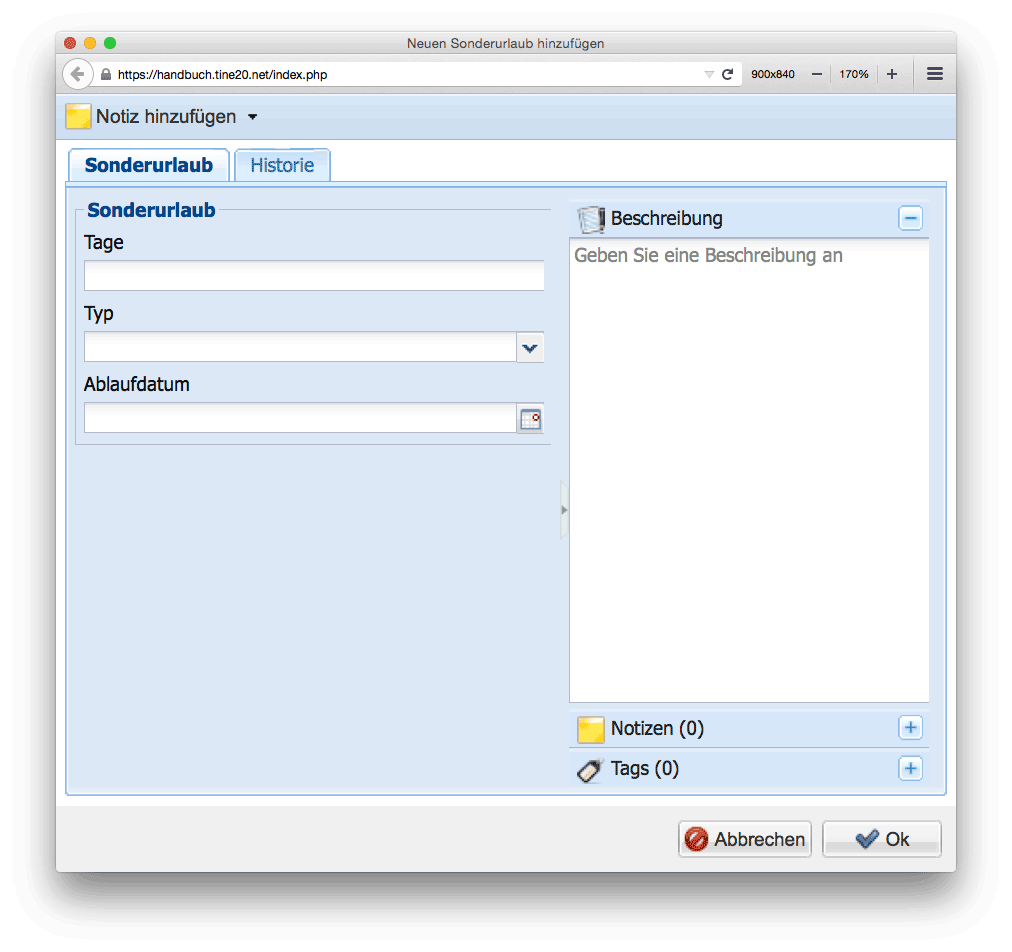 Neuen Sonderurlaub hinzufügen
https://handbuch.tine20.net/index.php
900x840
170%
Notiz hinzufügen
Sonderurlaub
Historie
Sonderurlaub
Tage
Typ
Ablaufdatum
Beschreibung
Geben Sie eine Beschreibung an
Notizen (0)
Tags (0)
Abbrechen
Ok